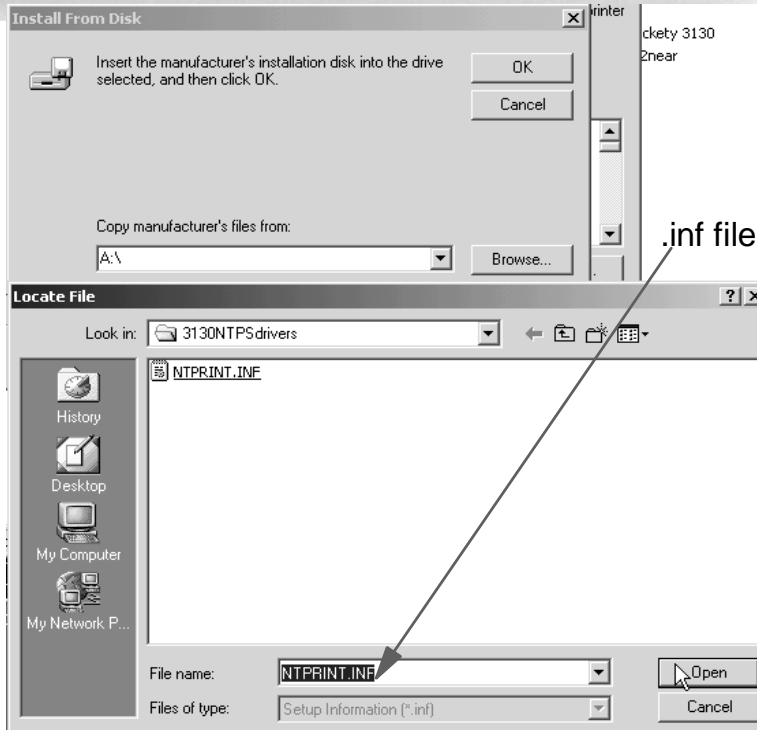 Install From Disk
rinter
ckety 3130
2near
Insert the manufacturer's installation disk into the drive
selected, and then click OK.
OK
Cancel
Copy manufacturer's files from:
A:\
Browse...
.inf file
Locate File
Look in:
3130NTPSdrivers
NTPRINT.INF
History
Desktop
My Computer
My Network P...
File name:
NTPRINT.INF
Open
Files of type:
Setup Information (*.inf)
Cancel